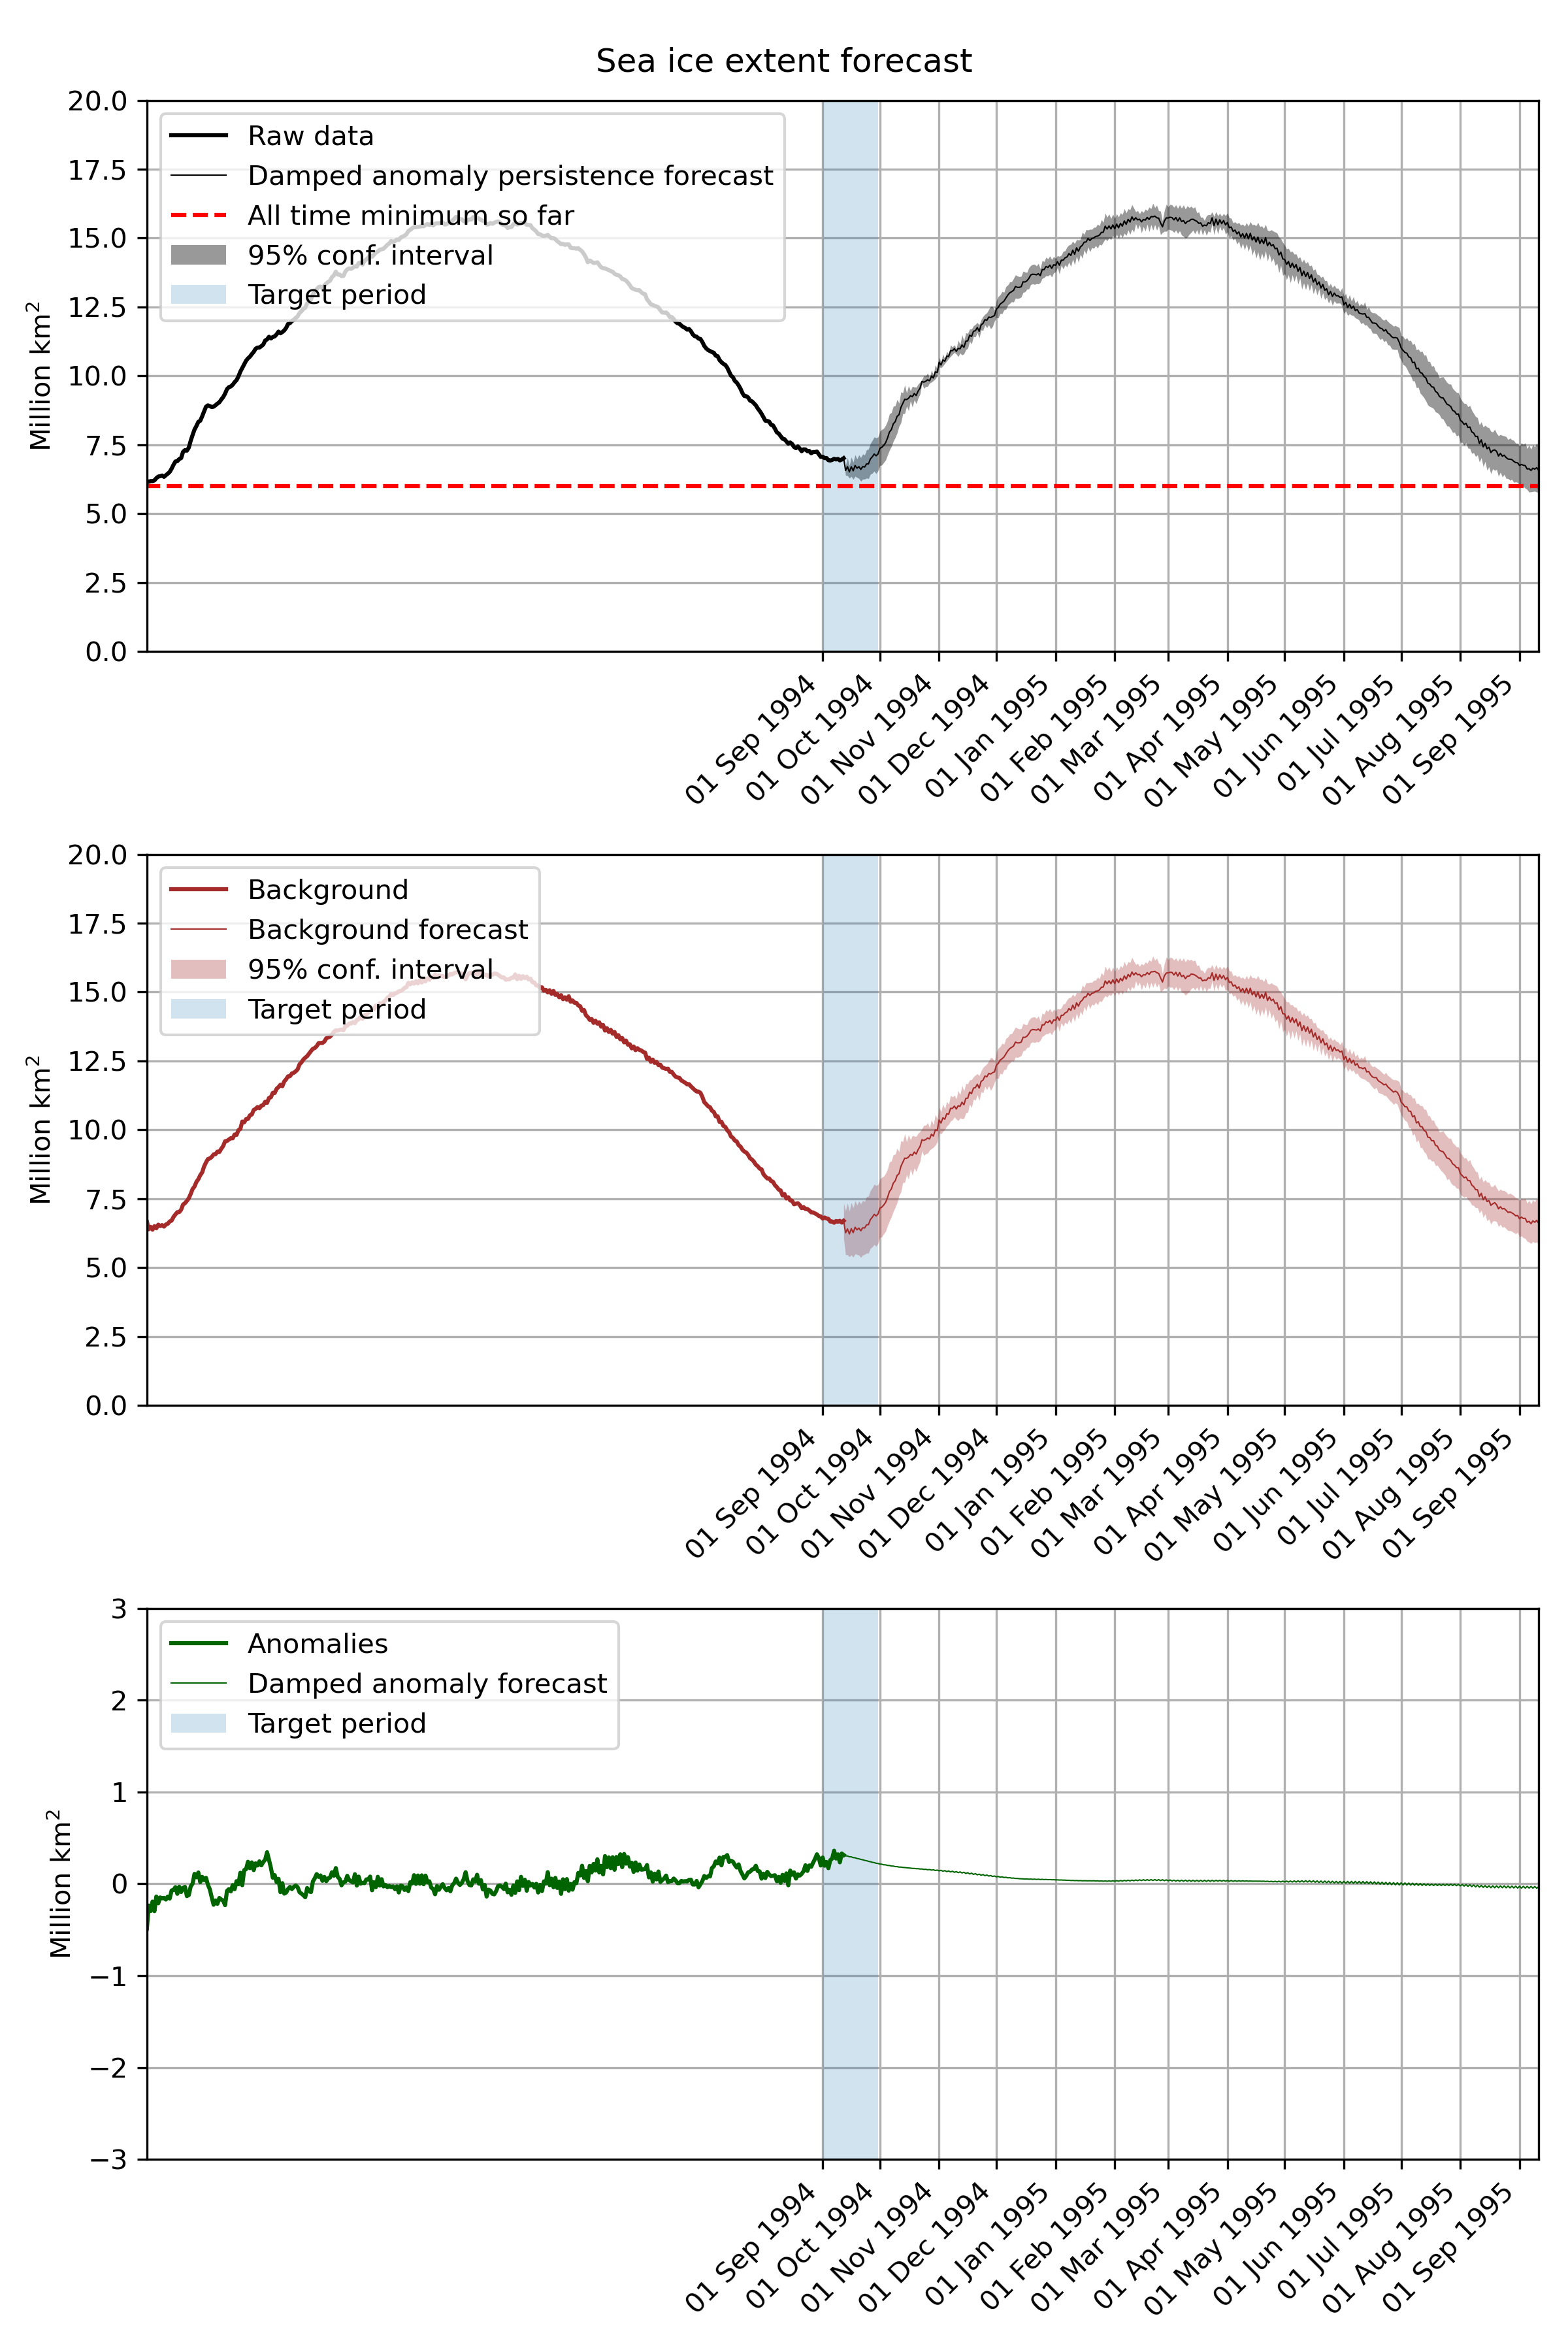 Sea ice extent forecast
20.0
17.5
15.0
12.5
10.0
7.5
5.0
2.5
0.0
Million km²
Raw data
Damped anomaly persistence forecast
All time minimum so far
95% conf. interval
Target period
01 Sep 1994
01 Oct 1994
01 Nov 1994
01 Dec 1994
01 Jan 1995
01 Feb 1995
01 Mar 1995
01 Apr 1995
01 May 1995
01 Jun 1995
01 Jul 1995
01 Aug 1995
01 Sep 1995
20.0
17.5
15.0
12.5
10.0
7.5
5.0
2.5
0.0
Million km²
Background
Background forecast
95% conf. interval
Target period
01 Sep 1994
01 Oct 1994
01 Nov 1994
01 Dec 1994
01 Jan 1995
01 Feb 1995
01 Mar 1995
01 Apr 1995
01 May 1995
01 Jun 1995
01 Jul 1995
01 Aug 1995
01 Sep 1995
3
2
1
0
−1
−2
−3
Million km²
Anomalies
Damped anomaly forecast
Target period
01 Sep 1994
01 Oct 1994
01 Nov 1994
01 Dec 1994
01 Jan 1995
01 Feb 1995
01 Mar 1995
01 Apr 1995
01 May 1995
01 Jun 1995
01 Jul 1995
01 Aug 1995
01 Sep 1995